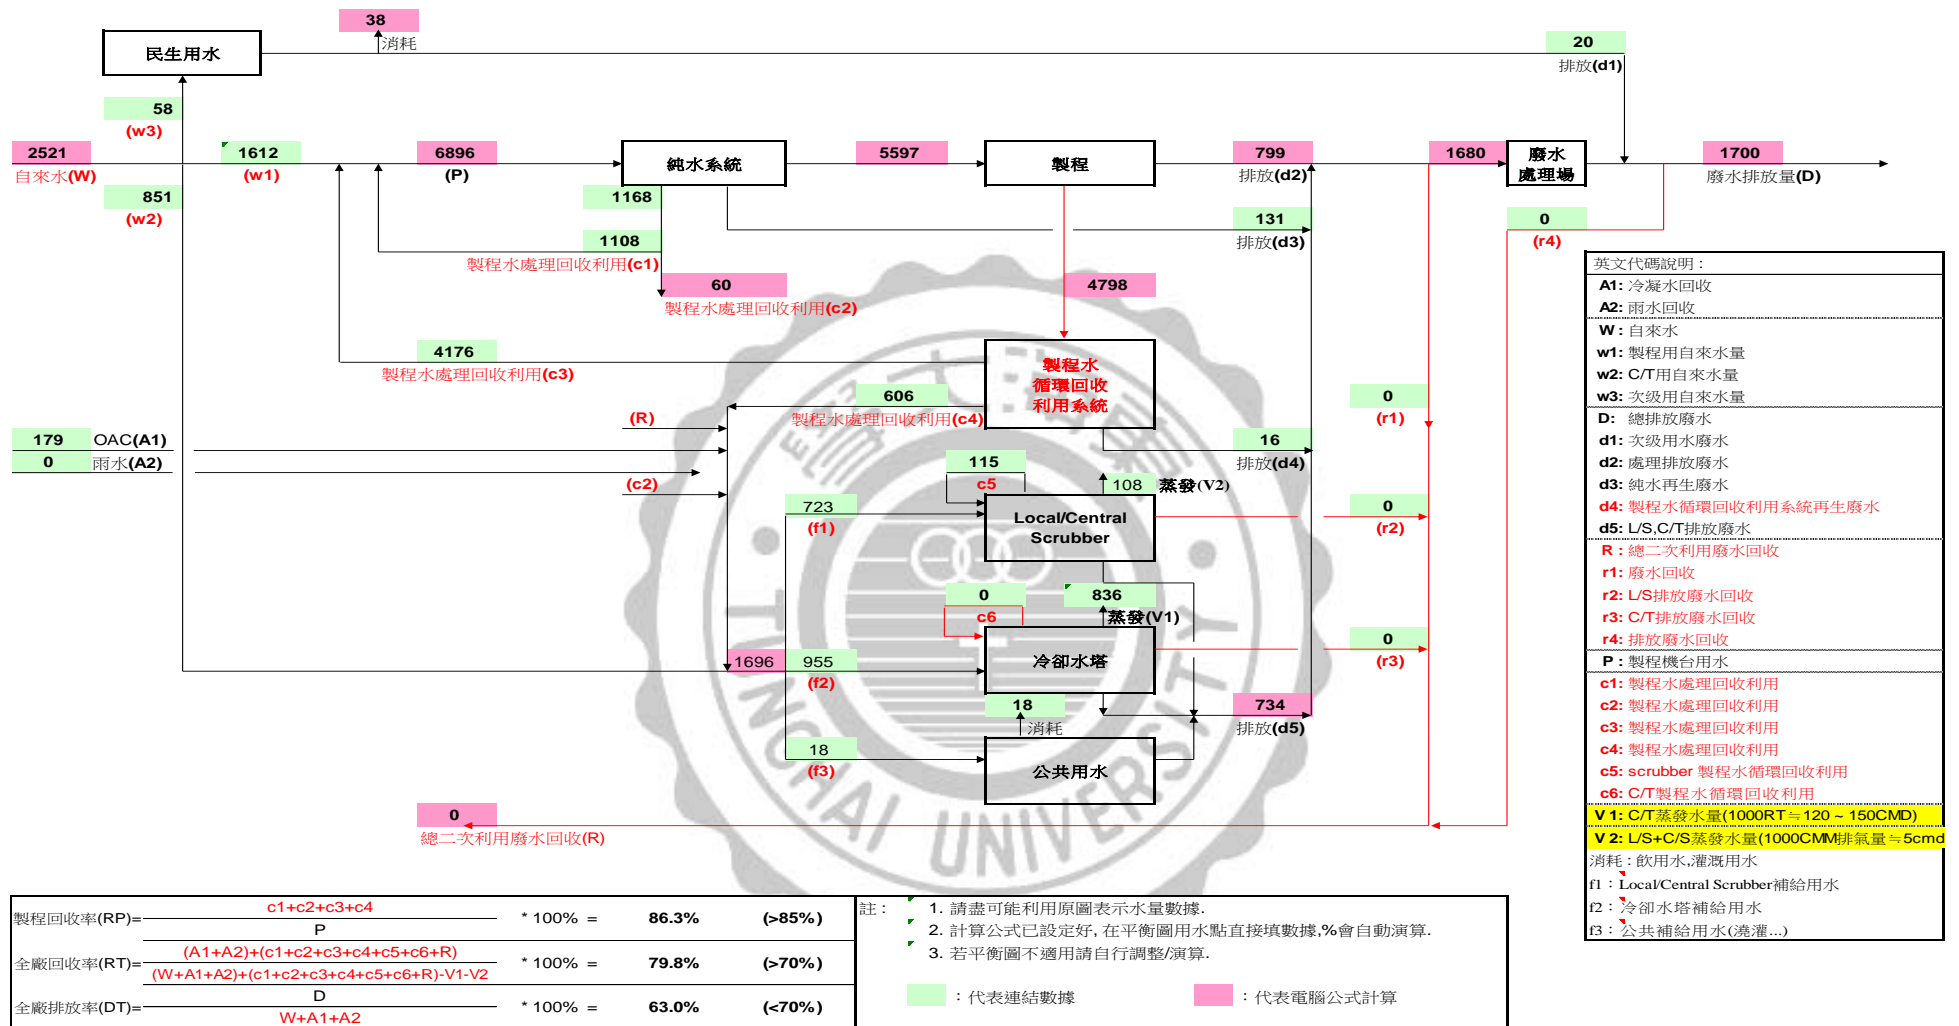 38
消耗
民生用水
20
排放(d1)
58
(w3)
2521
自來水(W)
1612
(w1)
6896
(P)
純水系統
5597
製程
799
排放(d2)
1680
廢水
處理場
1700
廢水排放量(D)
851
(w2)
1168
1108
製程水處理回收利用(c1)
131
排放(d3)
0
(r4)
60
製程水處理回收利用(c2)
4798
4176
製程水處理回收利用(c3)
製程水
循環回收
利用系統
606
製程水處理回收利用(c4)
0
(r1)
(R)
179 OAC(A1)
0 雨水(A2)
16
排放(d4)
(c2)
115
c5
108 蒸發(V2)
723
(f1)
Local/Central
Scrubber
0
(r2)
0
c6
836
蒸發(V1)
1696
955
(f2)
冷卻水塔
0
(r3)
18
消耗
734
排放(d5)
18
(f3)
公共用水
0
總二次利用廢水回收(R)
TUNGHAI UNIVERSITY
英文代碼說明：
A1: 冷凝水回收
A2: 雨水回收
W : 自來水
w1: 製程用自來水量
w2: C/T用自來水量
w3: 次級用自來水量
D: 總排放廢水
d1: 次級用水廢水
d2: 處理排放廢水
d3: 純水再生廢水
d4: 製程水循環回收利用系統再生廢水
d5: L/S,C/T排放廢水
R : 總二次利用廢水回收
r1: 廢水回收
r2: L/S排放廢水回收
r3: C/T排放廢水回收
r4: 排放廢水回收
P : 製程機台用水
c1: 製程水處理回收利用
c2: 製程水處理回收利用
c3: 製程水處理回收利用
c4: 製程水處理回收利用
c5: scrubber 製程水循環回收利用
c6: C/T製程水循環回收利用
V 1: C/T蒸發水量(1000RT≒120 ~ 150CMD)
V 2: L/S+C/S蒸發水量(1000CMM排氣量≒5cmd
消耗：飲用水,灌溉用水
f1：Local/Central Scrubber補給用水
f2：冷卻水塔補給用水
f3：公共補給用水(澆灌...)
製程回收率(RP)= c1+c2+c3+c4 * 100% = 86.3% (>85%)
P
全廠回收率(RT)= (A1+A2)+(c1+c2+c3+c4+c5+c6+R) * 100% = 79.8% (>70%)
(W+A1+A2)+(c1+c2+c3+c4+c5+c6+R)-V1-V2
全廠排放率(DT)= D * 100% = 63.0% (<70%)
W+A1+A2
註： 1. 請盡可能利用原圖表示水量數據.
2. 計算公式已設定好, 在平衡圖用水點直接填數據,%會自動演算.
3. 若平衡圖不適用請自行調整/演算.
：代表連結數據
：代表電腦公式計算